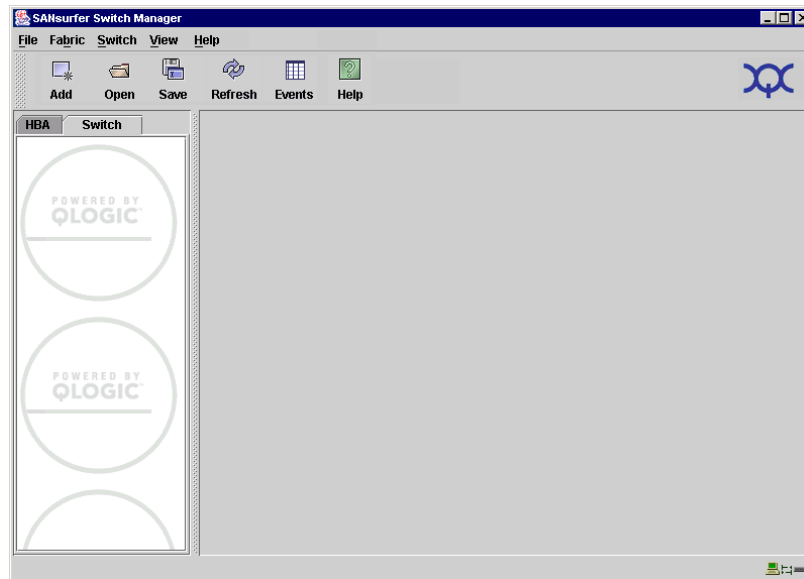 SANsurfer Switch Manager
File Fabric Switch View Help
Add Open Save Refresh Events Help
HBA Switch
POWERED BY
QLOGIC
POWERED BY
QLOGIC